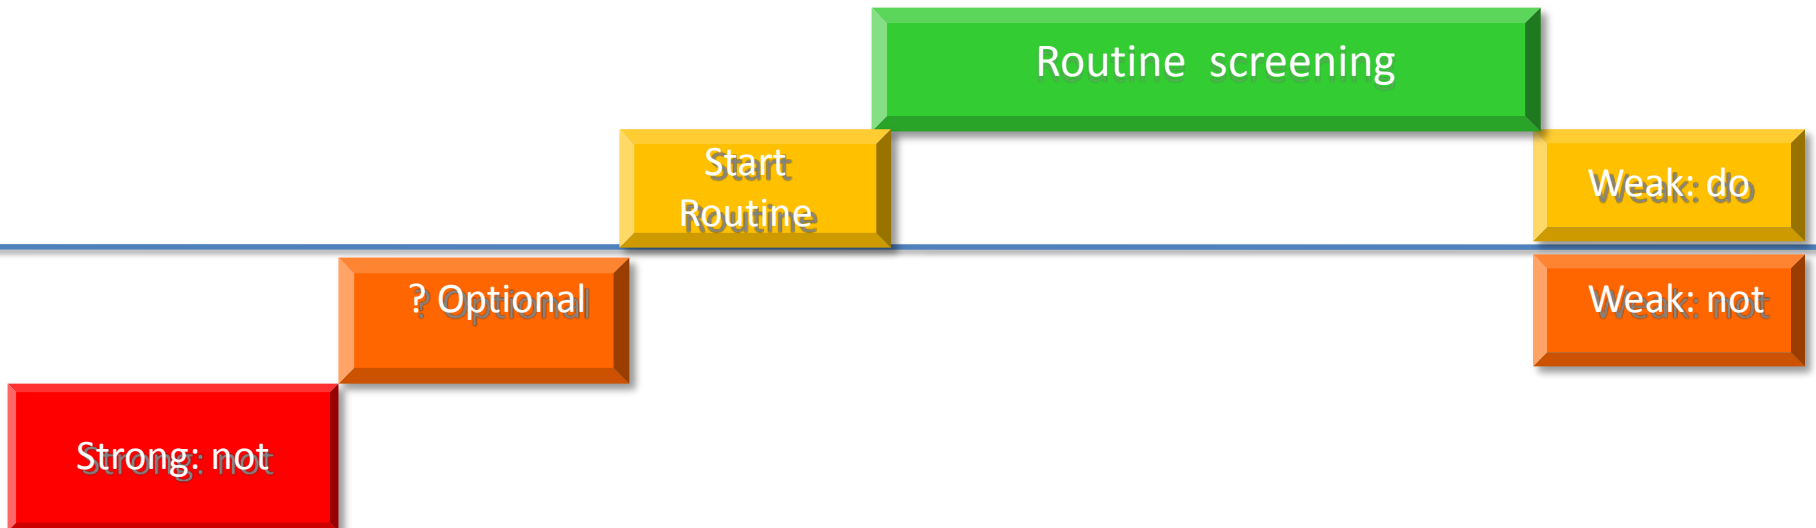 Routine screening
Start
Routine
Weak: do
? Optional
Weak: not
Strong: not